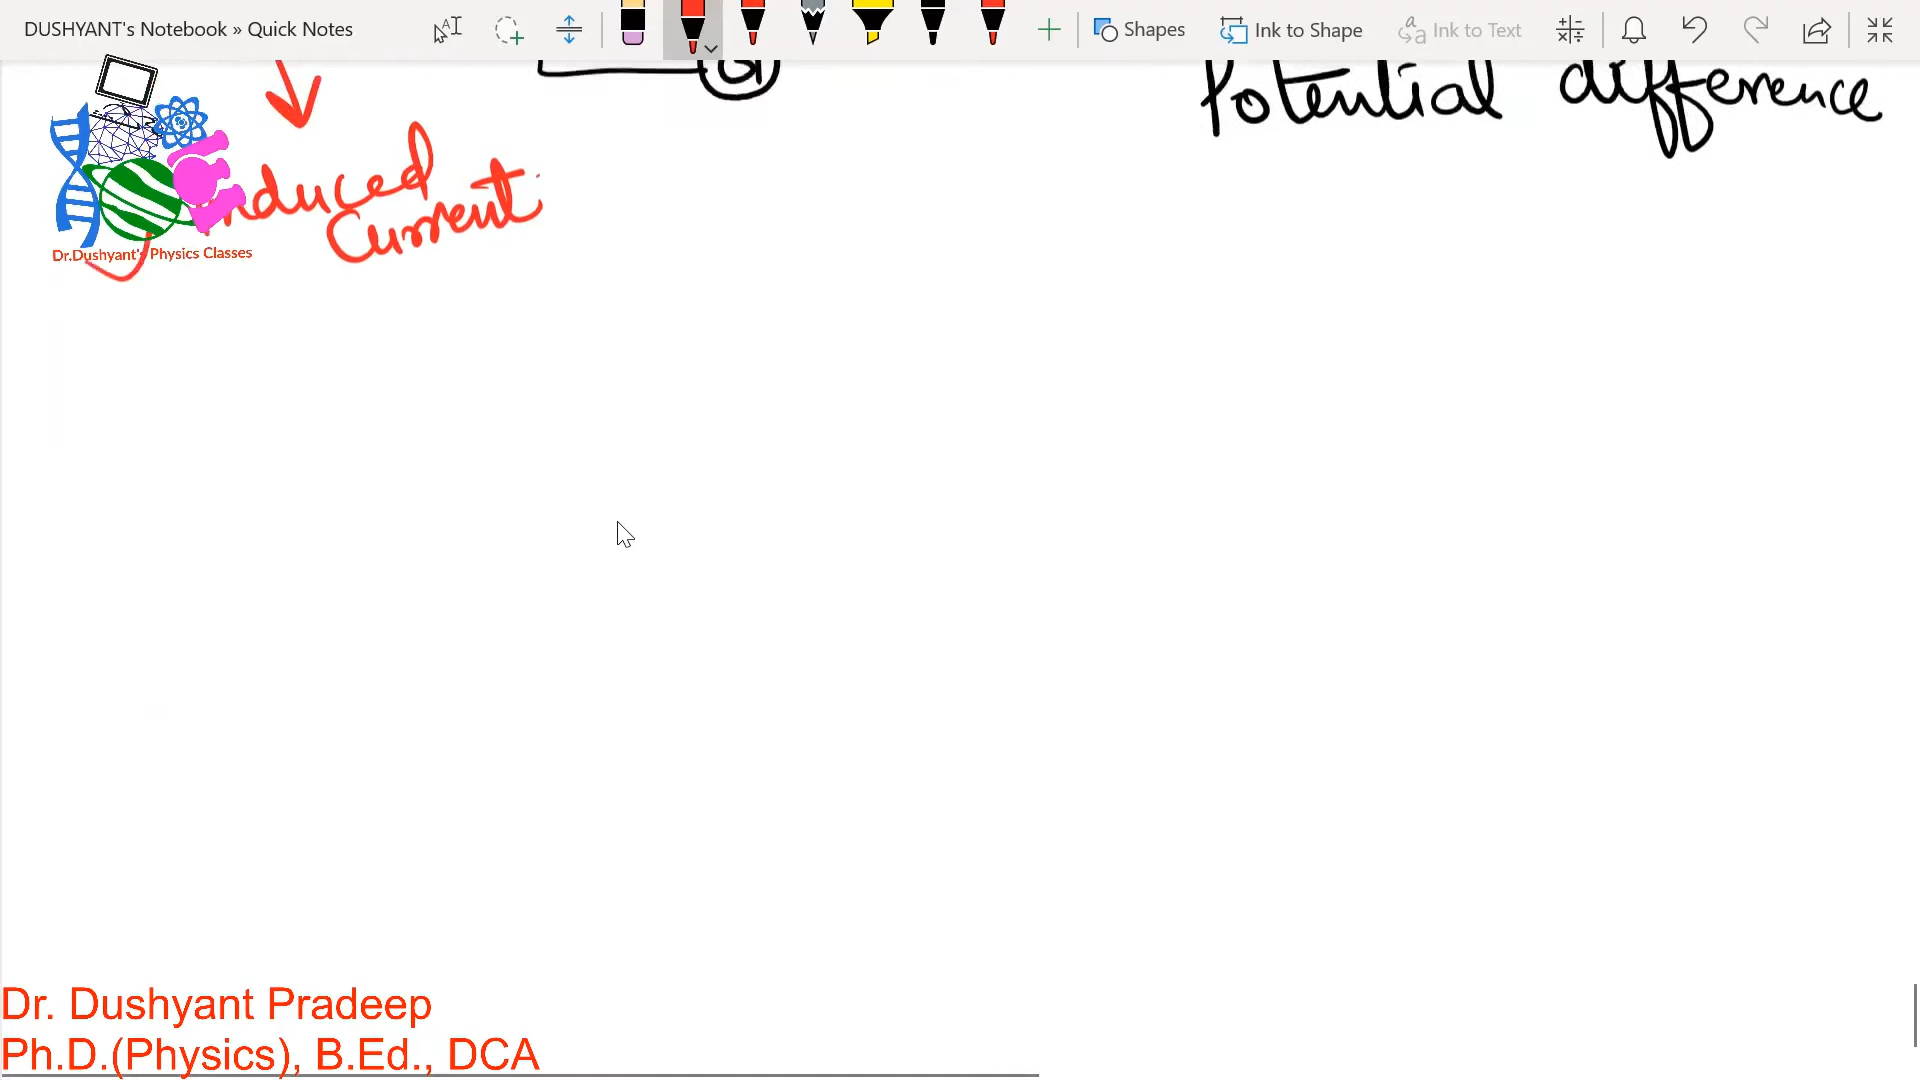 DUSHYANT's Notebook » Quick Notes
Shapes
Ink to Shape
Ink to Text
Potential difference
Induced
Current
Dr.Dushyant's Physics Classes
Dr. Dushyant Pradeep
Ph.D.(Physics), B.Ed., DCA